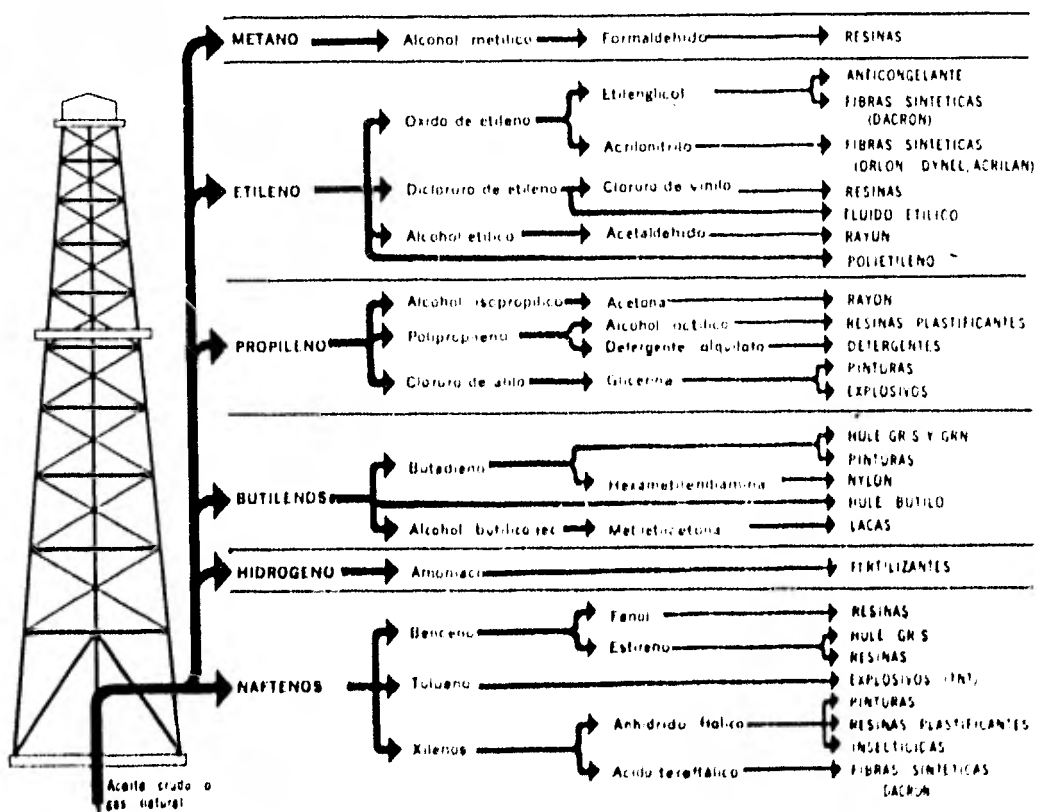 METANO Alcohol metílico Formaldehido RESINAS
ANTICONGELANTE
Etilenglicol
FIBRAS SINTETICAS
(DACRON)
Oxido de etileno
Acrilonitrilo FIBRAS SINTETICAS
(ORLON DYNEL, ACRILAN)
ETILENO Dicloruro de etileno Cloruro de vinilo RESINAS
FLUIDO ETILICO
Alcohol etilico Acetaldehido RAYON
POLIETILENO
Alcohol isopropilico Acetona RAYON
PROPILENO Polipropileno Alcohol octilico RESINAS PLASTIFICANTES
Detergente alquilato DETERGENTES
PINTURAS
Cloruro de alilo Glicerina
EXPLOSIVOS
HULE GR S Y GRN
Butadieno
PINTURAS
Hexametilendiamina NYLON
BUTILENOS HULE BUTILO
Alcohol butilico sec Metiletilcetona LACAS
HIDROGENO Amoniaco FERTILIZANTES
Fenol RESINAS
Benceno
Estireno HULE GR S
RESINAS
NAFTENOS Tolueno EXPLOSIVOS (TNT)
PINTURAS
Anhidrido ftalico RESINAS PLASTIFICANTES
Xilenos
INSECTICIDAS
Acido tereftálico FIBRAS SINTETICAS
DACRON
Aceite crudo o
gas natural